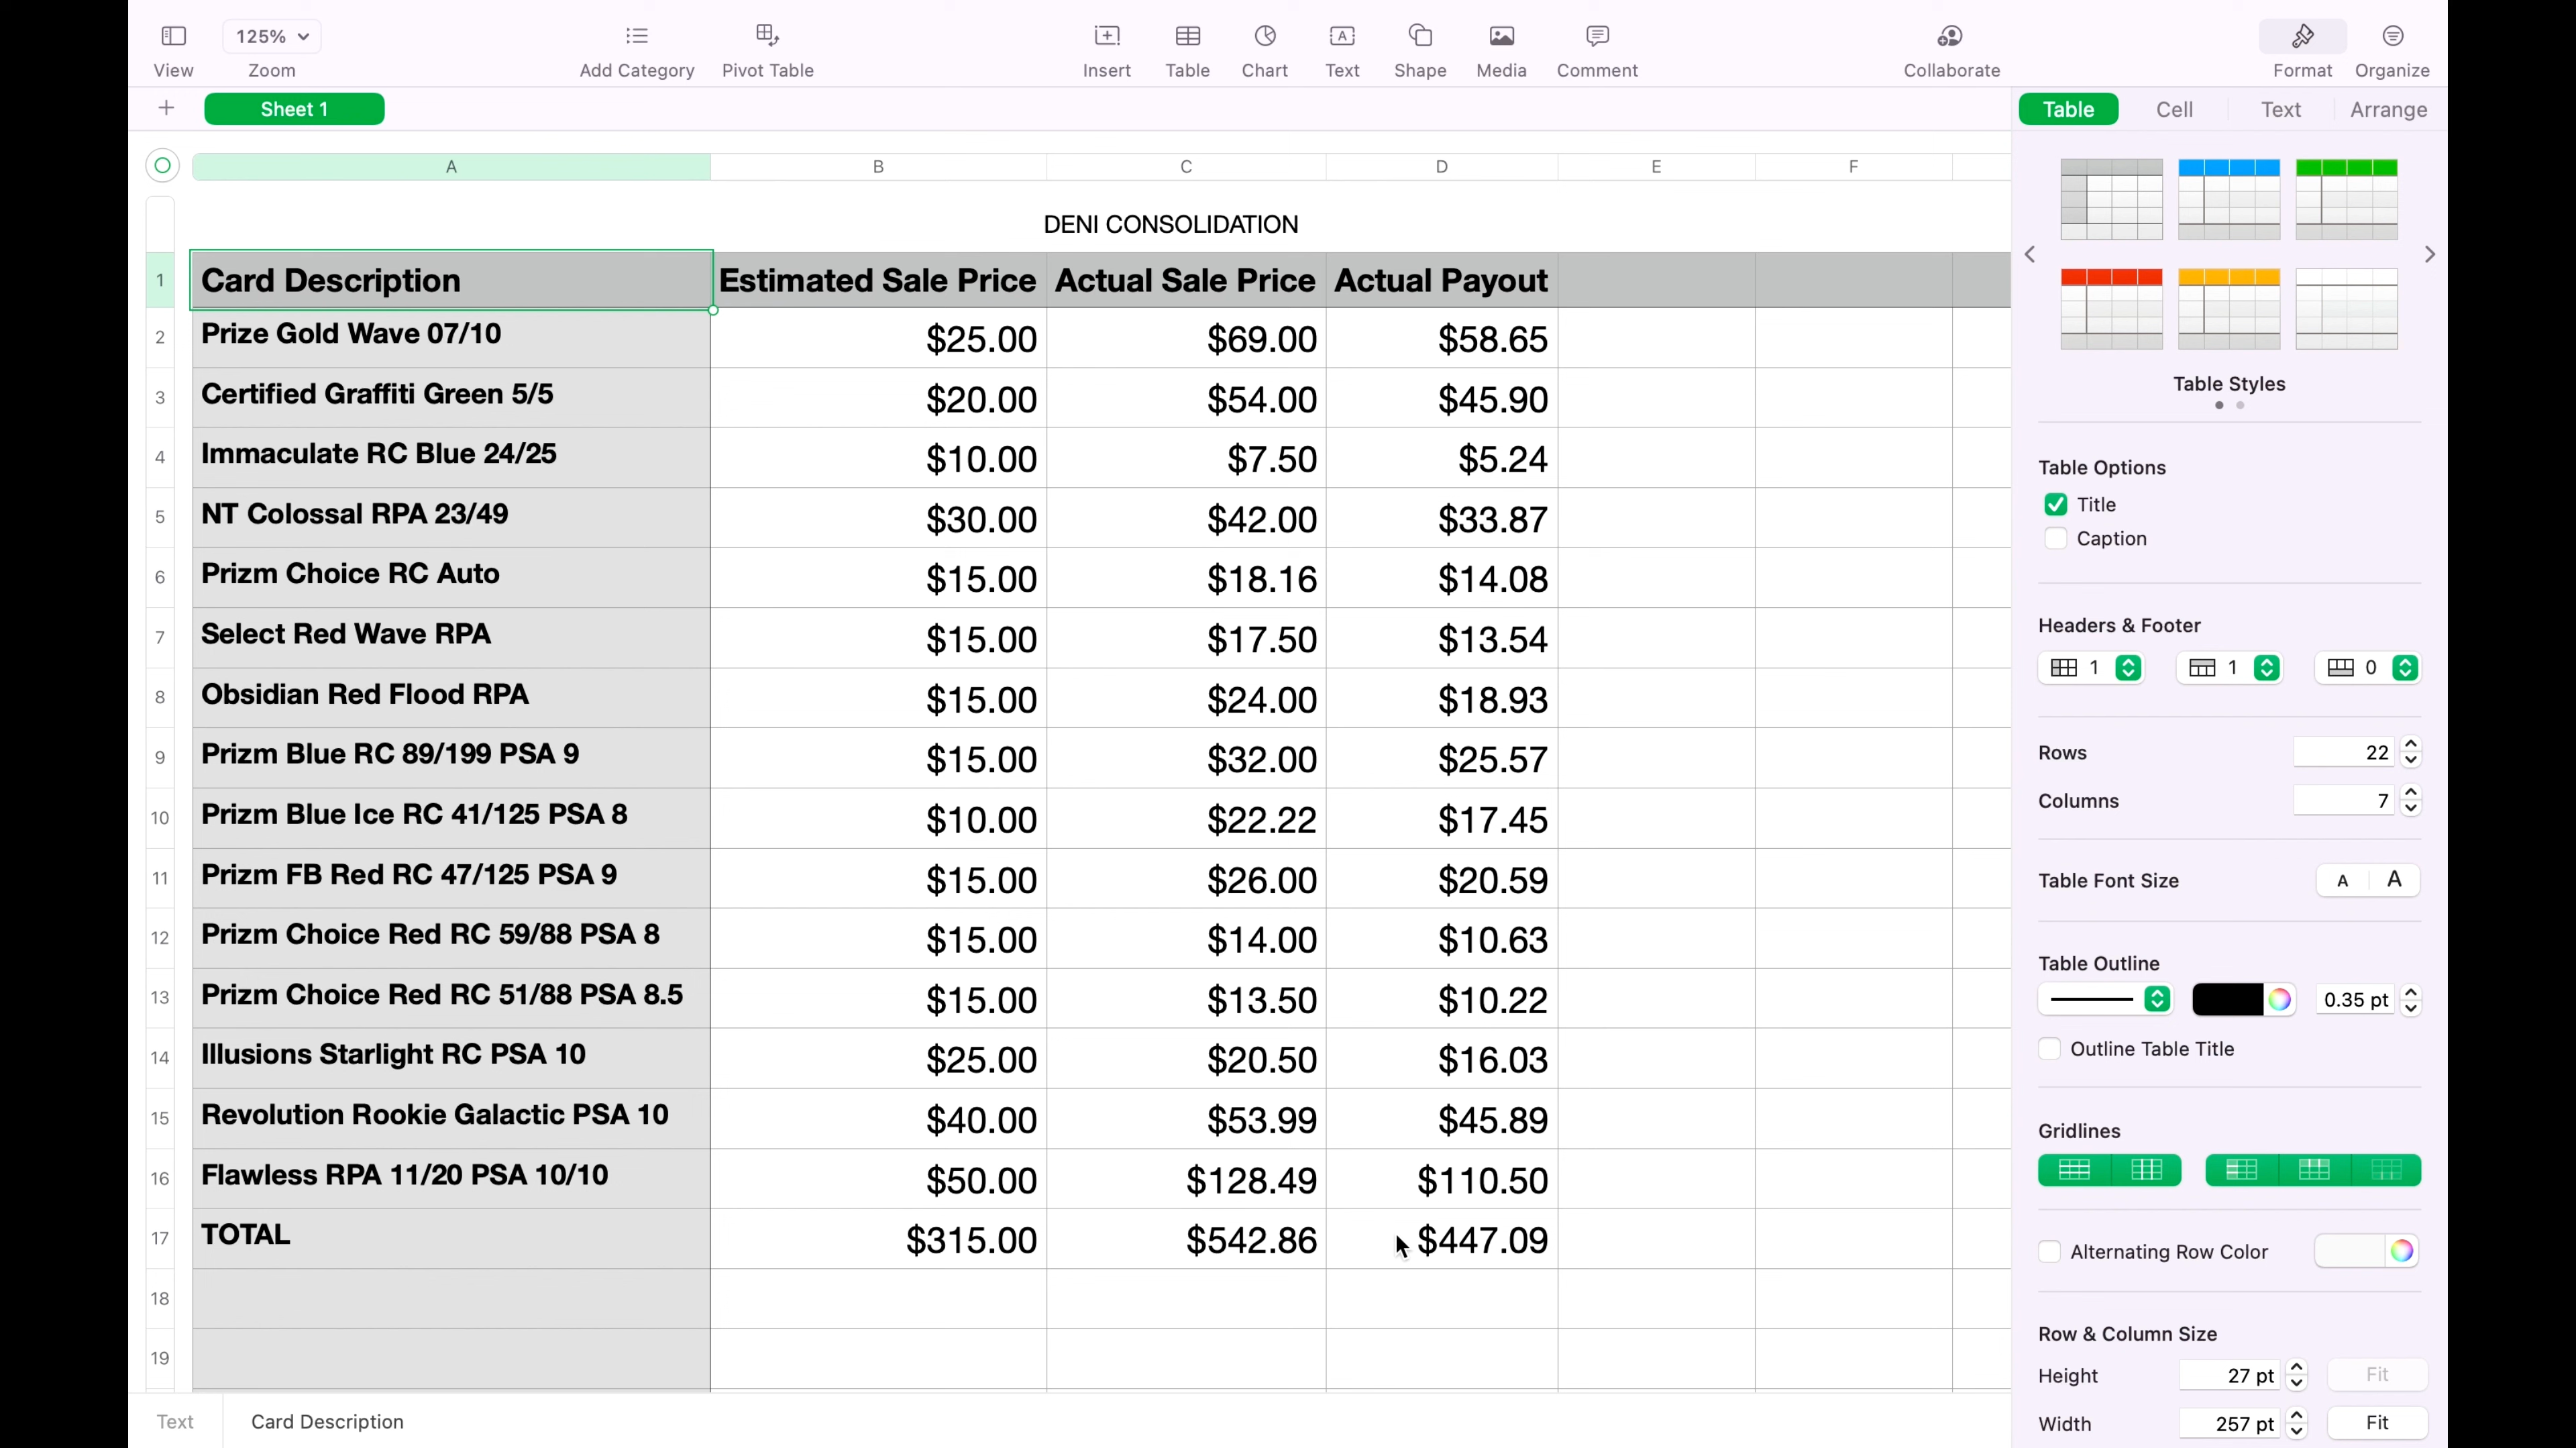 125%
View Zoom Add Category Pivot Table Insert Table Chart Text Shape Media Comment Collaborate Format Organize
Sheet 1 Table Cell Text Arrange
A B C D E F
DENI CONSOLIDATION
1 Card Description Estimated Sale Price Actual Sale Price Actual Payout
2 Prize Gold Wave 07/10 $25.00 $69.00 $58.65
3 Certified Graffiti Green 5/5 $20.00 $54.00 $45.90
4 Immaculate RC Blue 24/25 $10.00 $7.50 $5.24
5 NT Colossal RPA 23/49 $30.00 $42.00 $33.87
6 Prizm Choice RC Auto $15.00 $18.16 $14.08
7 Select Red Wave RPA $15.00 $17.50 $13.54
8 Obsidian Red Flood RPA $15.00 $24.00 $18.93
9 Prizm Blue RC 89/199 PSA 9 $15.00 $32.00 $25.57
10 Prizm Blue Ice RC 41/125 PSA 8 $10.00 $22.22 $17.45
11 Prizm FB Red RC 47/125 PSA 9 $15.00 $26.00 $20.59
12 Prizm Choice Red RC 59/88 PSA 8 $15.00 $14.00 $10.63
13 Prizm Choice Red RC 51/88 PSA 8.5 $15.00 $13.50 $10.22
14 Illusions Starlight RC PSA 10 $25.00 $20.50 $16.03
15 Revolution Rookie Galactic PSA 10 $40.00 $53.99 $45.89
16 Flawless RPA 11/20 PSA 10/10 $50.00 $128.49 $110.50
17 TOTAL $315.00 $542.86 $447.09
18
19
Text Card Description
Table Styles
Table Options
Title
Caption
Headers & Footer
1 1 0
Rows 22
Columns 7
Table Font Size A A
Table Outline
0.35 pt
Outline Table Title
Gridlines
Alternating Row Color
Row & Column Size
Height 27 pt Fit
Width 257 pt Fit